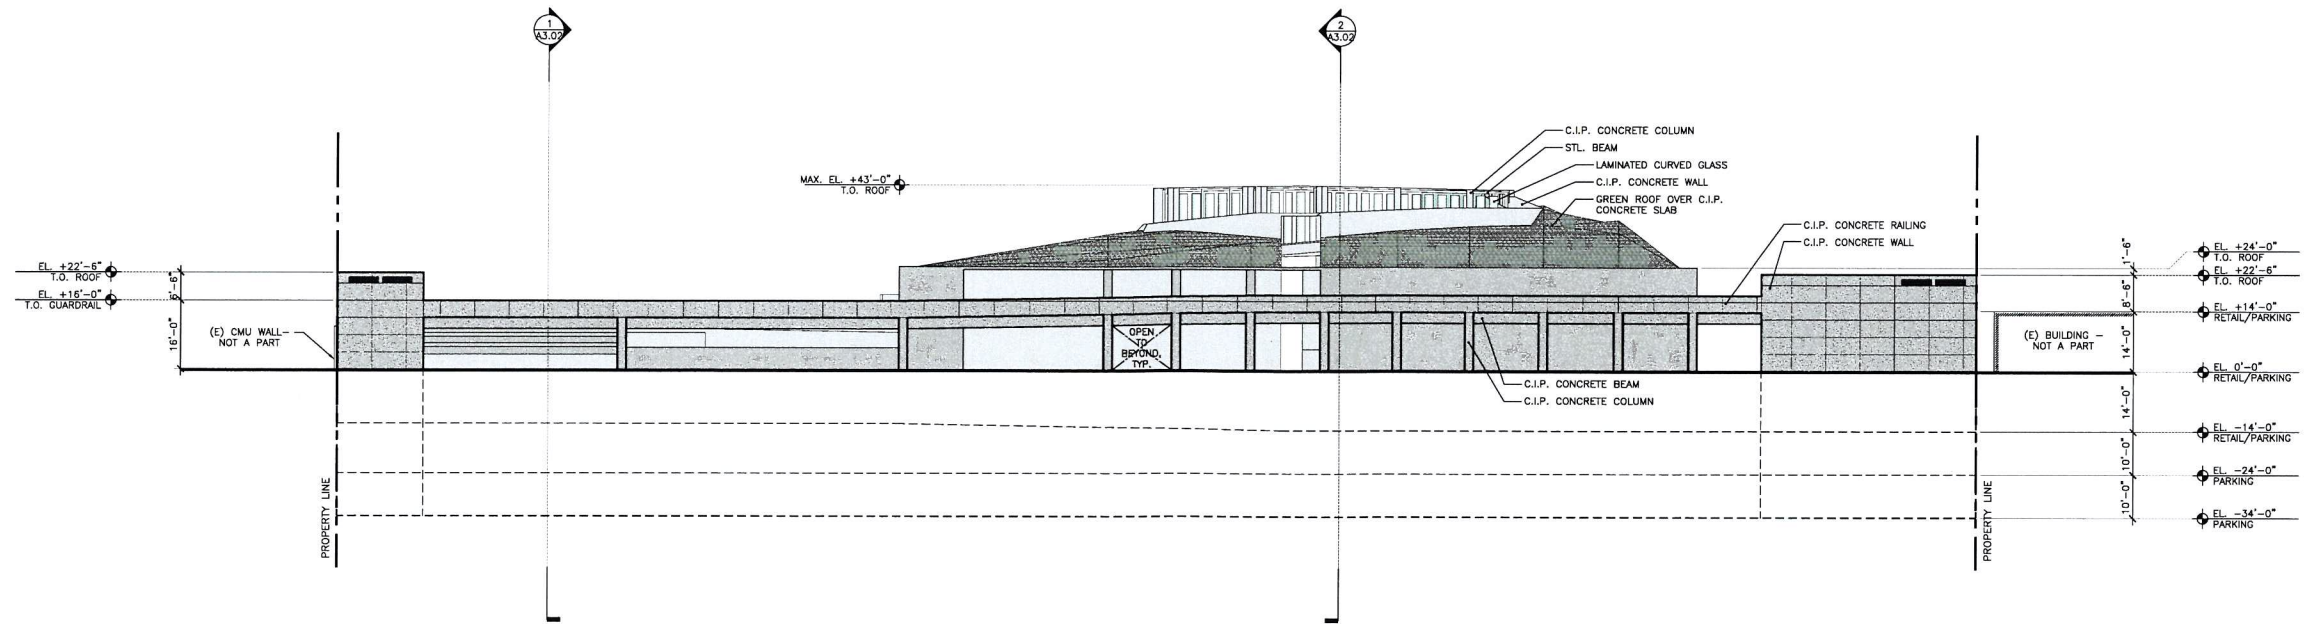 1
A3.02
2
A3.02
C.I.P. CONCRETE COLUMN
STL. BEAM
LAMINATED CURVED GLASS
C.I.P. CONCRETE WALL
GREEN ROOF OVER C.I.P.
CONCRETE SLAB
MAX. EL. +43'-0"
T.O. ROOF
C.I.P. CONCRETE RAILING
C.I.P. CONCRETE WALL
EL. +22'-6"
T.O. ROOF
EL. +16'-0"
T.O. GUARDRAIL
6'-6"
16'-0"
(E) CMU WALL-
NOT A PART
OPEN
TO
BEYOND,
TYP.
C.I.P. CONCRETE BEAM
C.I.P. CONCRETE COLUMN
(E) BUILDING -
NOT A PART
1'-6"
8'-6"
14'-0"
14'-0"
10'-0"
10'-0"
EL. +24'-0"
T.O. ROOF
EL. +22'-6"
T.O. ROOF
EL. +14'-0"
RETAIL/PARKING
EL. 0'-0"
RETAIL/PARKING
EL. -14'-0"
RETAIL/PARKING
EL. -24'-0"
PARKING
EL. -34'-0"
PARKING
PROPERTY LINE
PROPERTY LINE